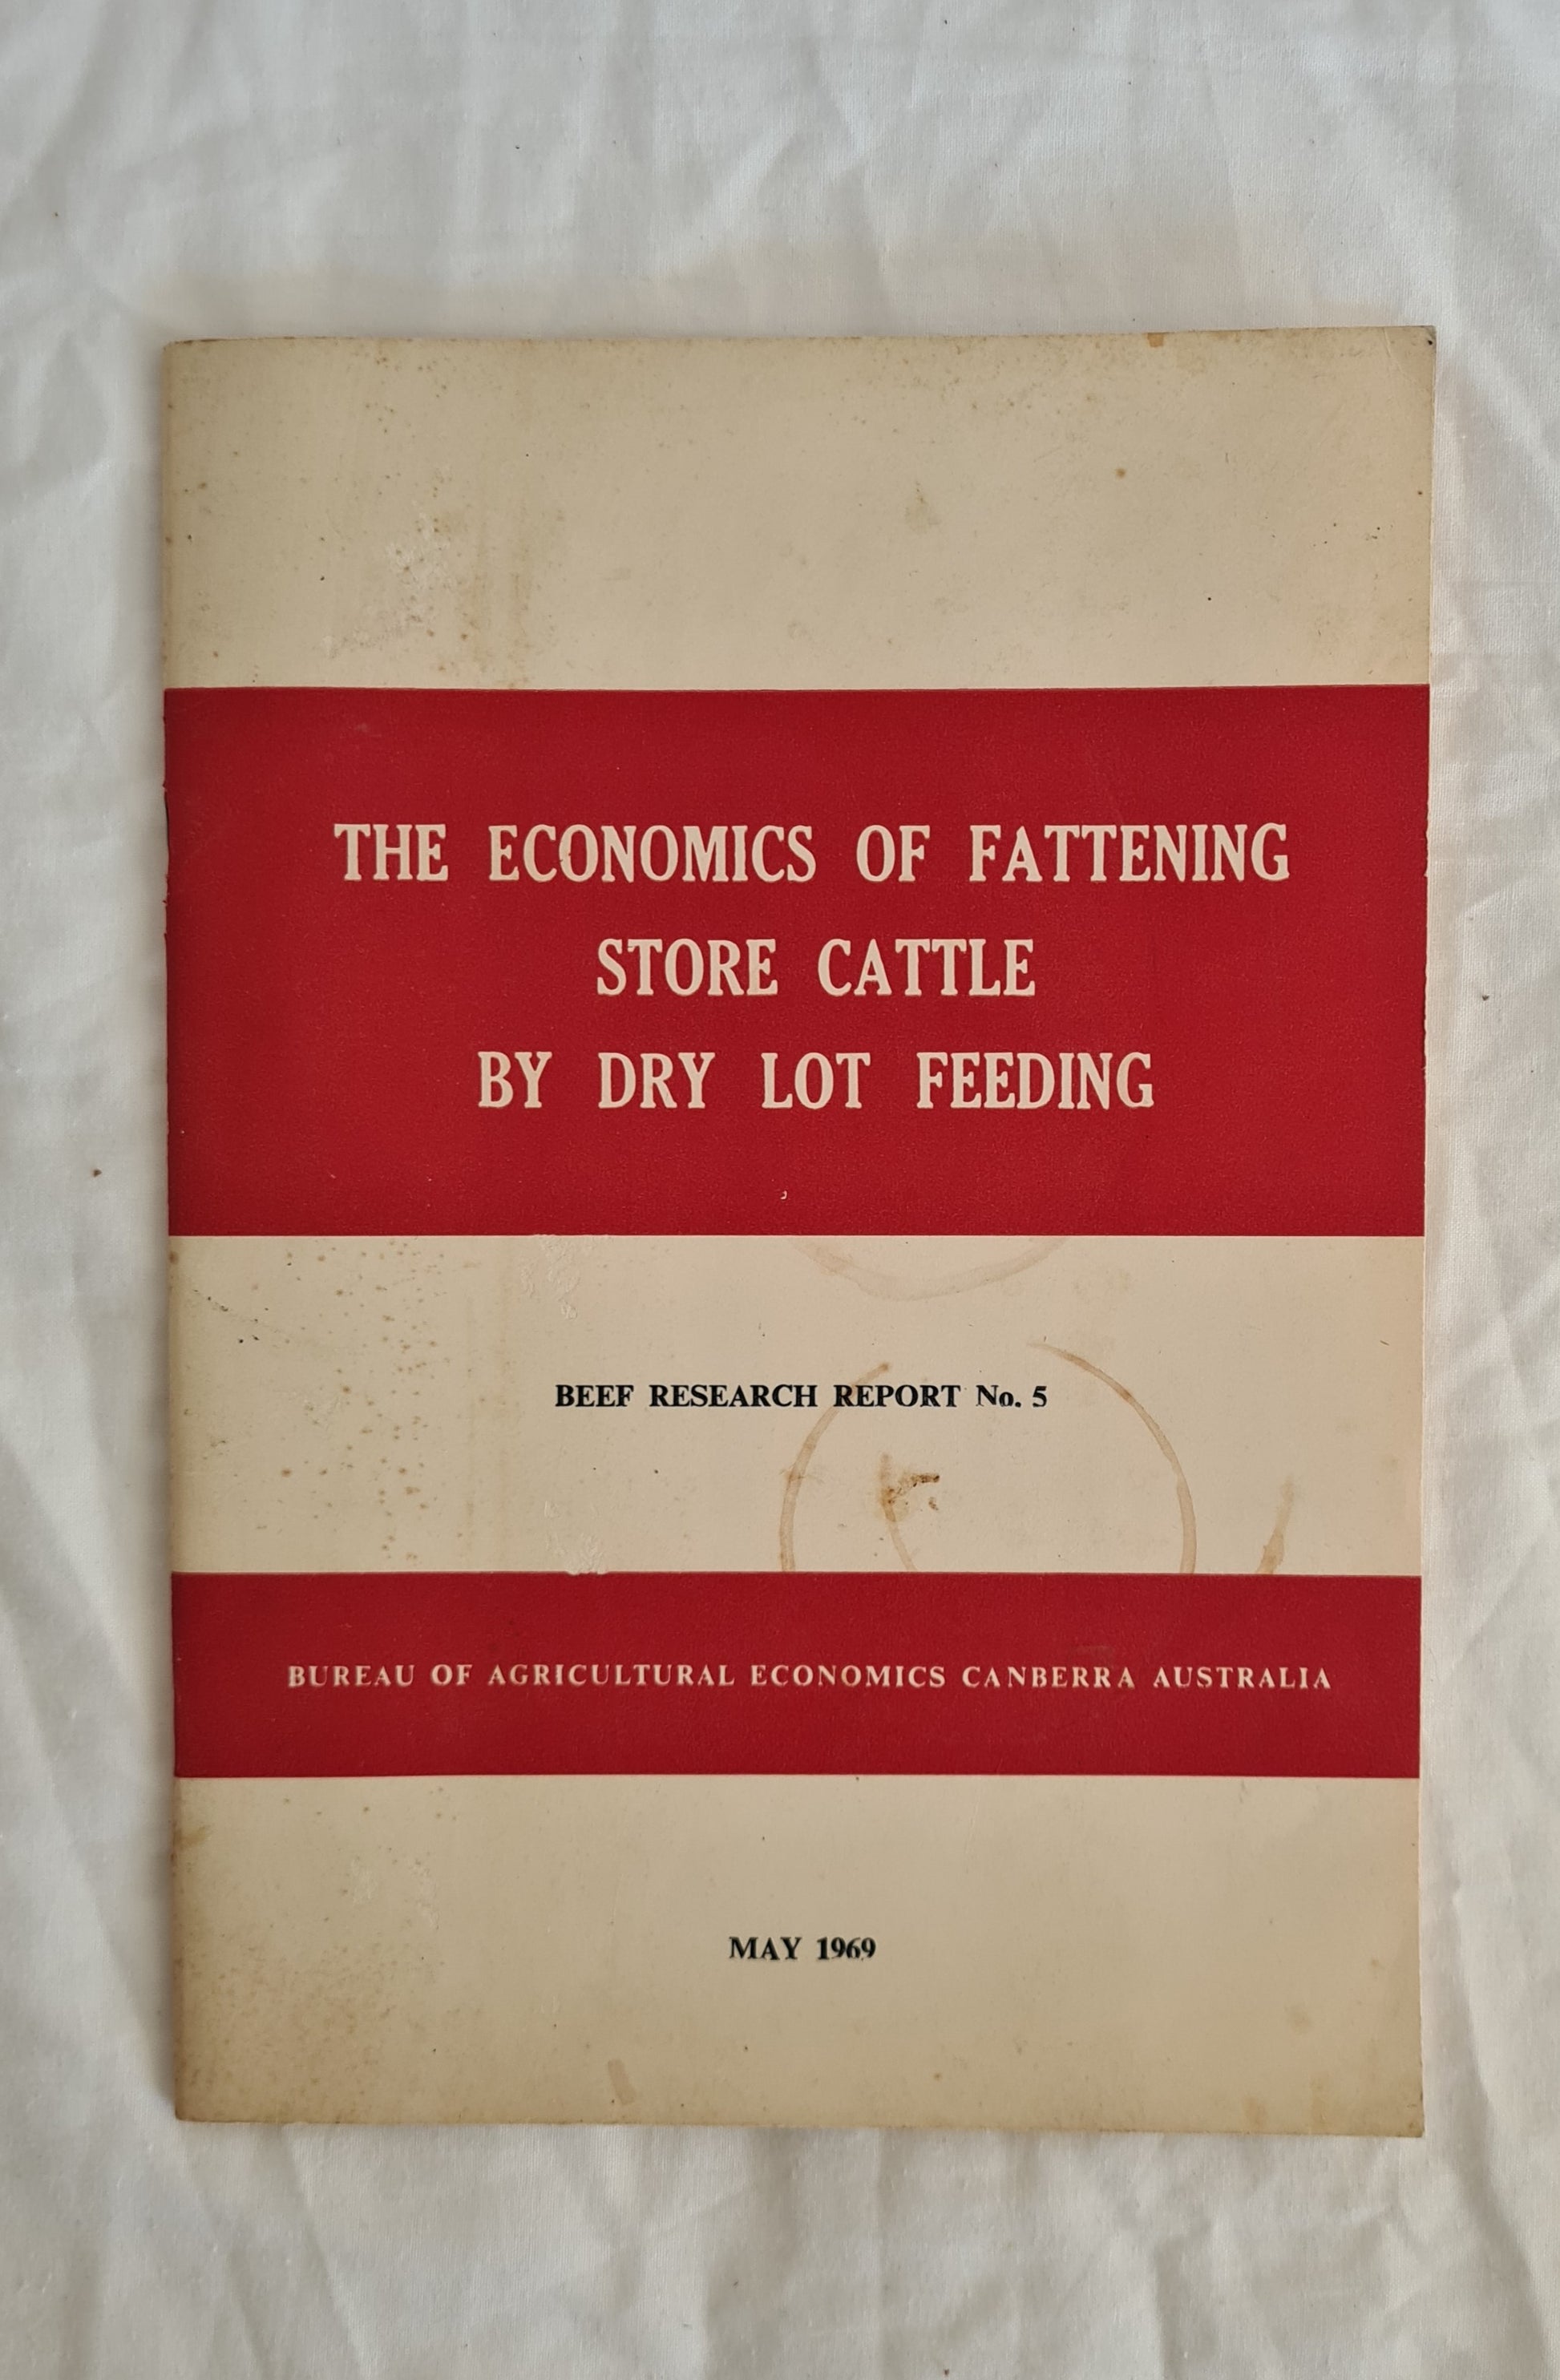 THE ECONOMICS OF FATTENING
STORE CATTLE
BY DRY LOT FEEDING
BEEF RESEARCH REPORT No. 5
BUREAU OF AGRICULTURAL ECONOMICS CANBERRA AUSTRALIA
MAY 1969